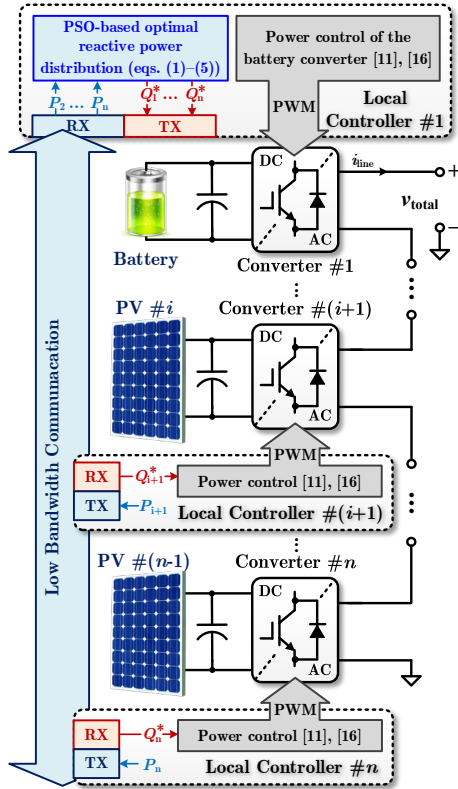 PSO-based optimal
reactive power
distribution (eqs. (1)–(5))
Power control of the
battery converter [11], [16]
P2 ... Pn
Q1* ... Qn*
RX
TX
PWM
Local
Controller #1
DC
AC
iline
+
vtotal
−
Battery
Converter #1
PV #i
Converter #(i+1)
DC
AC
PWM
RX
Qi+1*
Power control [11], [16]
TX
Pi+1
Local Controller #(i+1)
PV #(n-1)
Converter #n
DC
AC
PWM
RX
Qn*
Power control [11], [16]
TX
Pn
Local Controller #n
Low Bandwidth Communacation